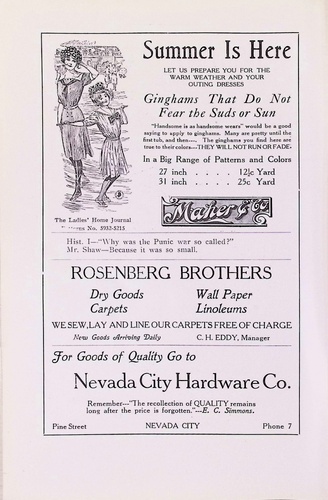 Summer Is Here
LET US PREPARE YOU FOR THE
WARM WEATHER AND YOUR
OUTING DRESSES
Ginghams That Do Not
Fear the Suds or Sun
"Handsome is as handsome wears" would be a good
saying to apply to ginghams. Many are pretty until the
first tub, and then---. The ginghams you find here are
true to their colors—THEY WILL NOT RUN OR FADE.
In a Big Range of Patterns and Colors
27 inch . . . . 12½c Yard
31 inch . . . . 25c Yard
Maher & Co
The Ladies' Home Journal
No. 5932-5215
Hist. I—"Why was the Punic war so called?"
Mr. Shaw—Because it was so small.
ROSENBERG BROTHERS
Dry Goods Wall Paper
Carpets Linoleums
WE SEW, LAY AND LINE OUR CARPETS FREE OF CHARGE
New Goods Arriving Daily C. H. EDDY, Manager
For Goods of Quality Go to
Nevada City Hardware Co.
Remember—"The recollection of QUALITY remains
long after the price is forgotten."—E. C. Simmons.
Pine Street NEVADA CITY Phone 7